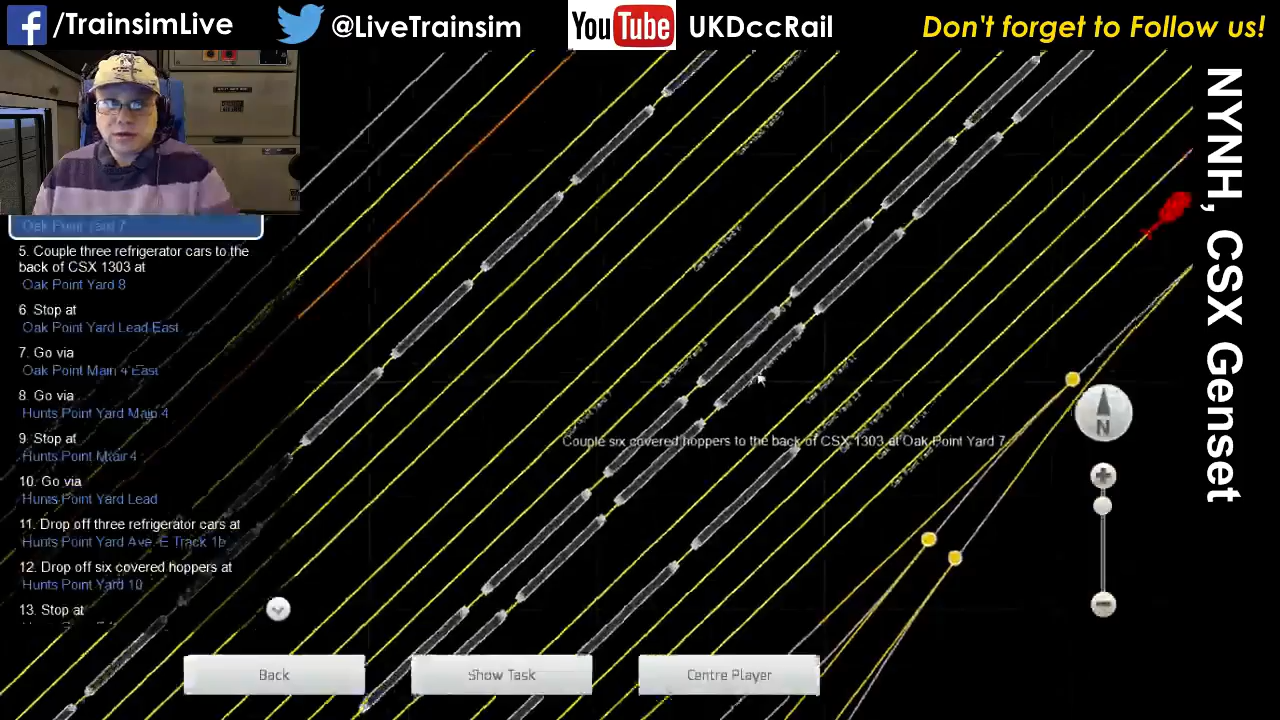 /TrainsimLive
@LiveTrainsim
YouTube
UKDccRail
Don't forget to Follow us!
NYNH, CSX Genset
Oak Point Yard 7
5. Couple three refrigerator cars to the
back of CSX 1303 at
Oak Point Yard 8
6 Stop at
Oak Point Yard Lead East
7. Go via
Oak Point Main 4 East
8. Go via
Hunts Point Yard Main 4
9. Stop at
10. Go via
Hunts Point Yard Lead
11. Drop off three refrigerator cars at
Hunts Point Yard Ave. E Track 1b
12. Drop off six covered hoppers at
Hunts Point Yard 10
13. Stop at
Couple six covered hoppers to the back of CSX 1303 at Oak Point Yard 7
N
Back
Show Task
Centre Player